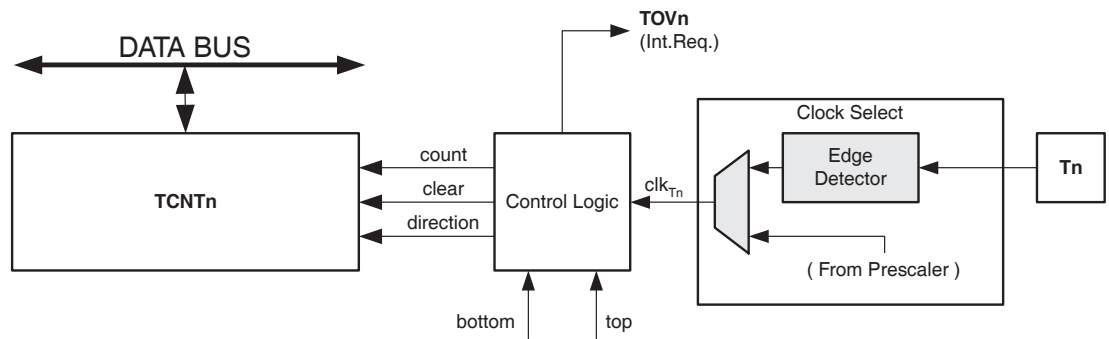 TOVn
(Int.Req.)
DATA BUS
Clock Select
count
Edge
Detector
Tn
TCNTn
clear
Control Logic
clkTn
direction
( From Prescaler )
bottom
top